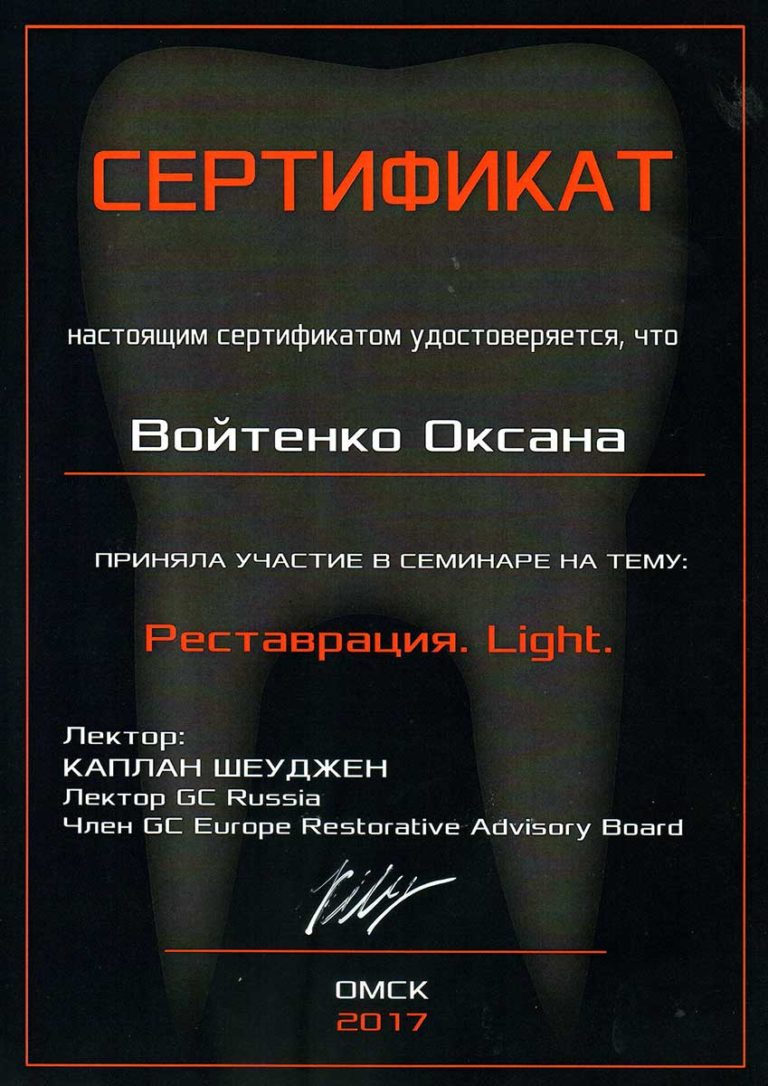 СЕРТИФИКАТ
настоящим сертификатом удостоверяется, что
Войтенко Оксана
ПРИНЯЛА УЧАСТИЕ В СЕМИНАРЕ НА ТЕМУ:
Реставрация. Light.
Лектор:
КАПЛАН ШЕУДЖЕН
Лектор GC Russia
Член GC Europe Restorative Advisory Board
ОМСК
2017